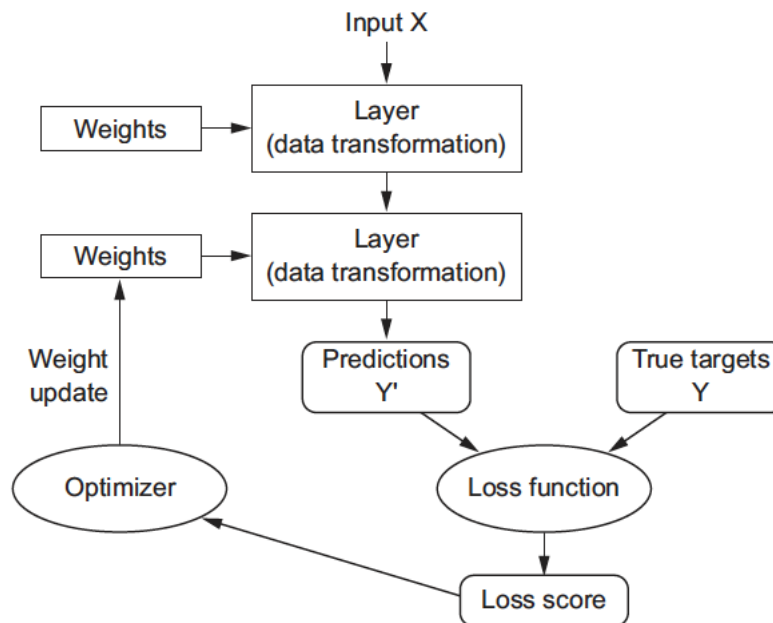 Input X
Weights
Layer
(data transformation)
Weights
Layer
(data transformation)
Weight
update
Predictions
Y'
True targets
Y
Optimizer
Loss function
Loss score